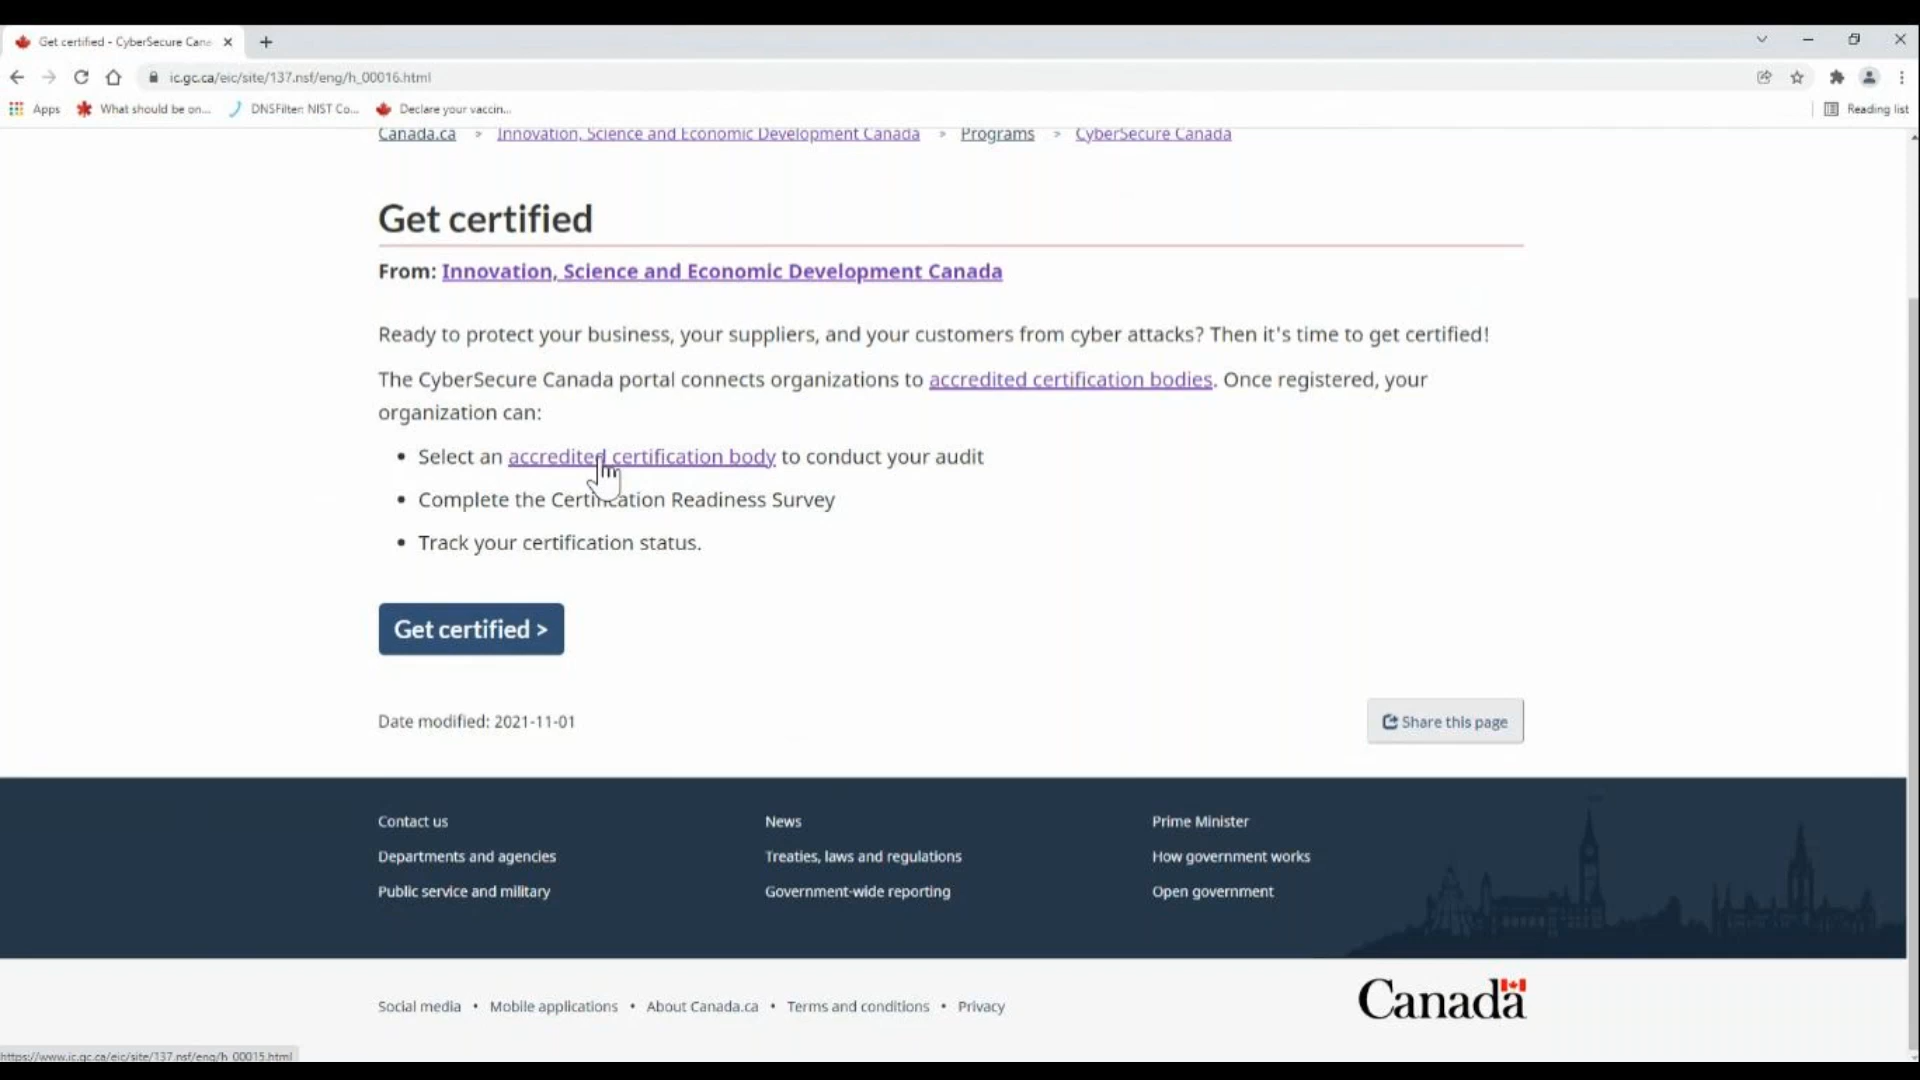 Get certified - CyberSecure Cana
ic.gc.ca/eic/site/137.nsf/eng/h_00016.html
Apps What should be on... DNSFilter: NIST Co... Declare your vaccin... Reading list
Canada.ca > Innovation, Science and Economic Development Canada > Programs > CyberSecure Canada
Get certified
From: Innovation, Science and Economic Development Canada
Ready to protect your business, your suppliers, and your customers from cyber attacks? Then it's time to get certified!
The CyberSecure Canada portal connects organizations to accredited certification bodies. Once registered, your
organization can:
• Select an accredited certification body to conduct your audit
• Complete the Certification Readiness Survey
• Track your certification status.
Get certified >
Date modified: 2021-11-01
Share this page
Contact us News Prime Minister
Departments and agencies Treaties, laws and regulations How government works
Public service and military Government-wide reporting Open government
Social media • Mobile applications • About Canada.ca • Terms and conditions • Privacy
Canada
https://www.ic.gc.ca/eic/site/137.nsf/eng/h_00015.html